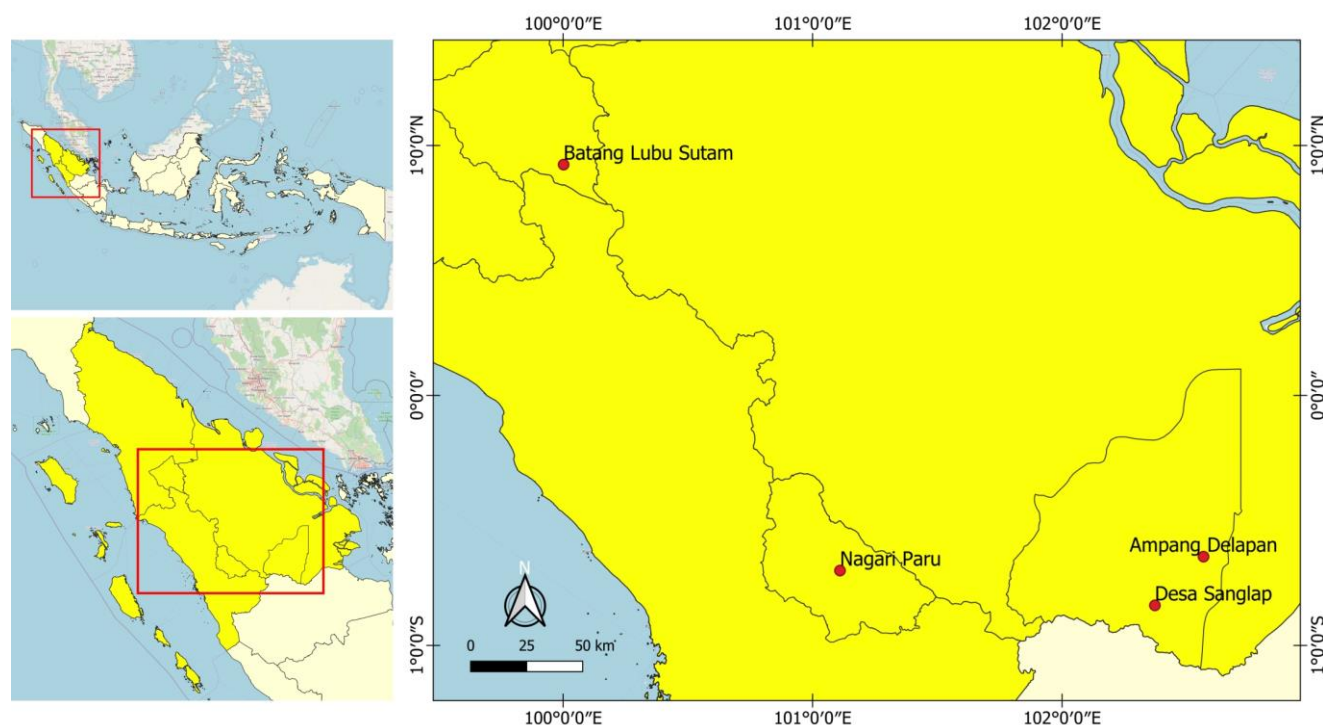 100°0′0″E 101°0′0″E 102°0′0″E
1°0′0″N 1°0′0″N
Batang Lubu Sutam
0°0′0″ 0°0′0″
Nagari Paru
Ampang Delapan
Desa Sanglap
N
0 25 50 km
1°0′0″S 1°0′0″S
100°0′0″E 101°0′0″E 102°0′0″E